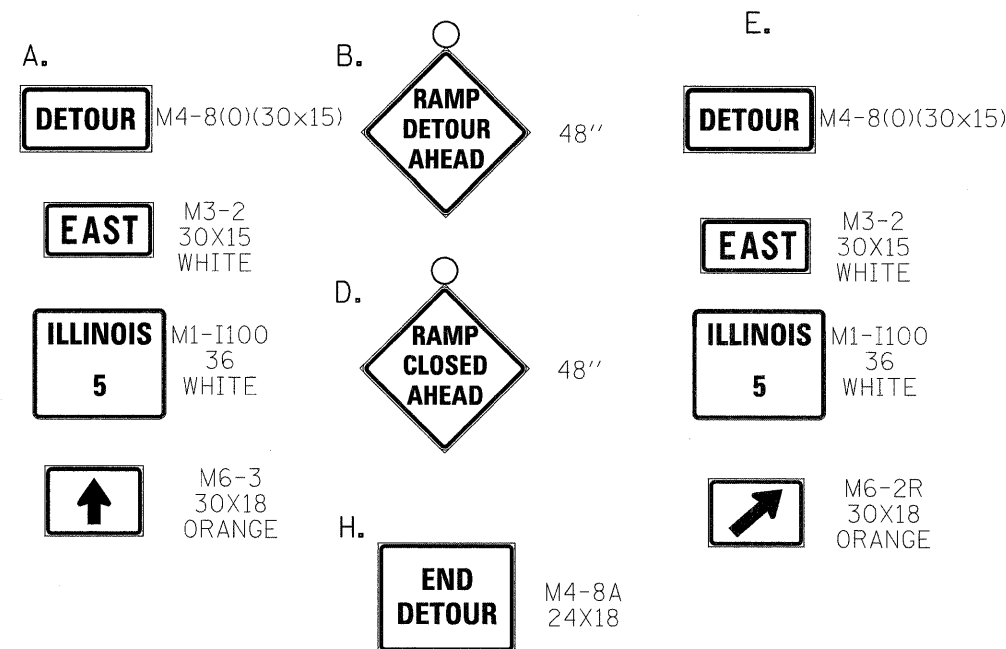 A.
DETOUR
M4-8(O)(30x15)
EAST
M3-2
30X15
WHITE
ILLINOIS
5
M1-I100
36
WHITE
M6-3
30X18
ORANGE
B.
RAMP
DETOUR
AHEAD
48''
D.
RAMP
CLOSED
AHEAD
48''
H.
END
DETOUR
M4-8A
24X18
E.
DETOUR
M4-8(O)(30x15)
EAST
M3-2
30X15
WHITE
ILLINOIS
5
M1-I100
36
WHITE
M6-2R
30X18
ORANGE